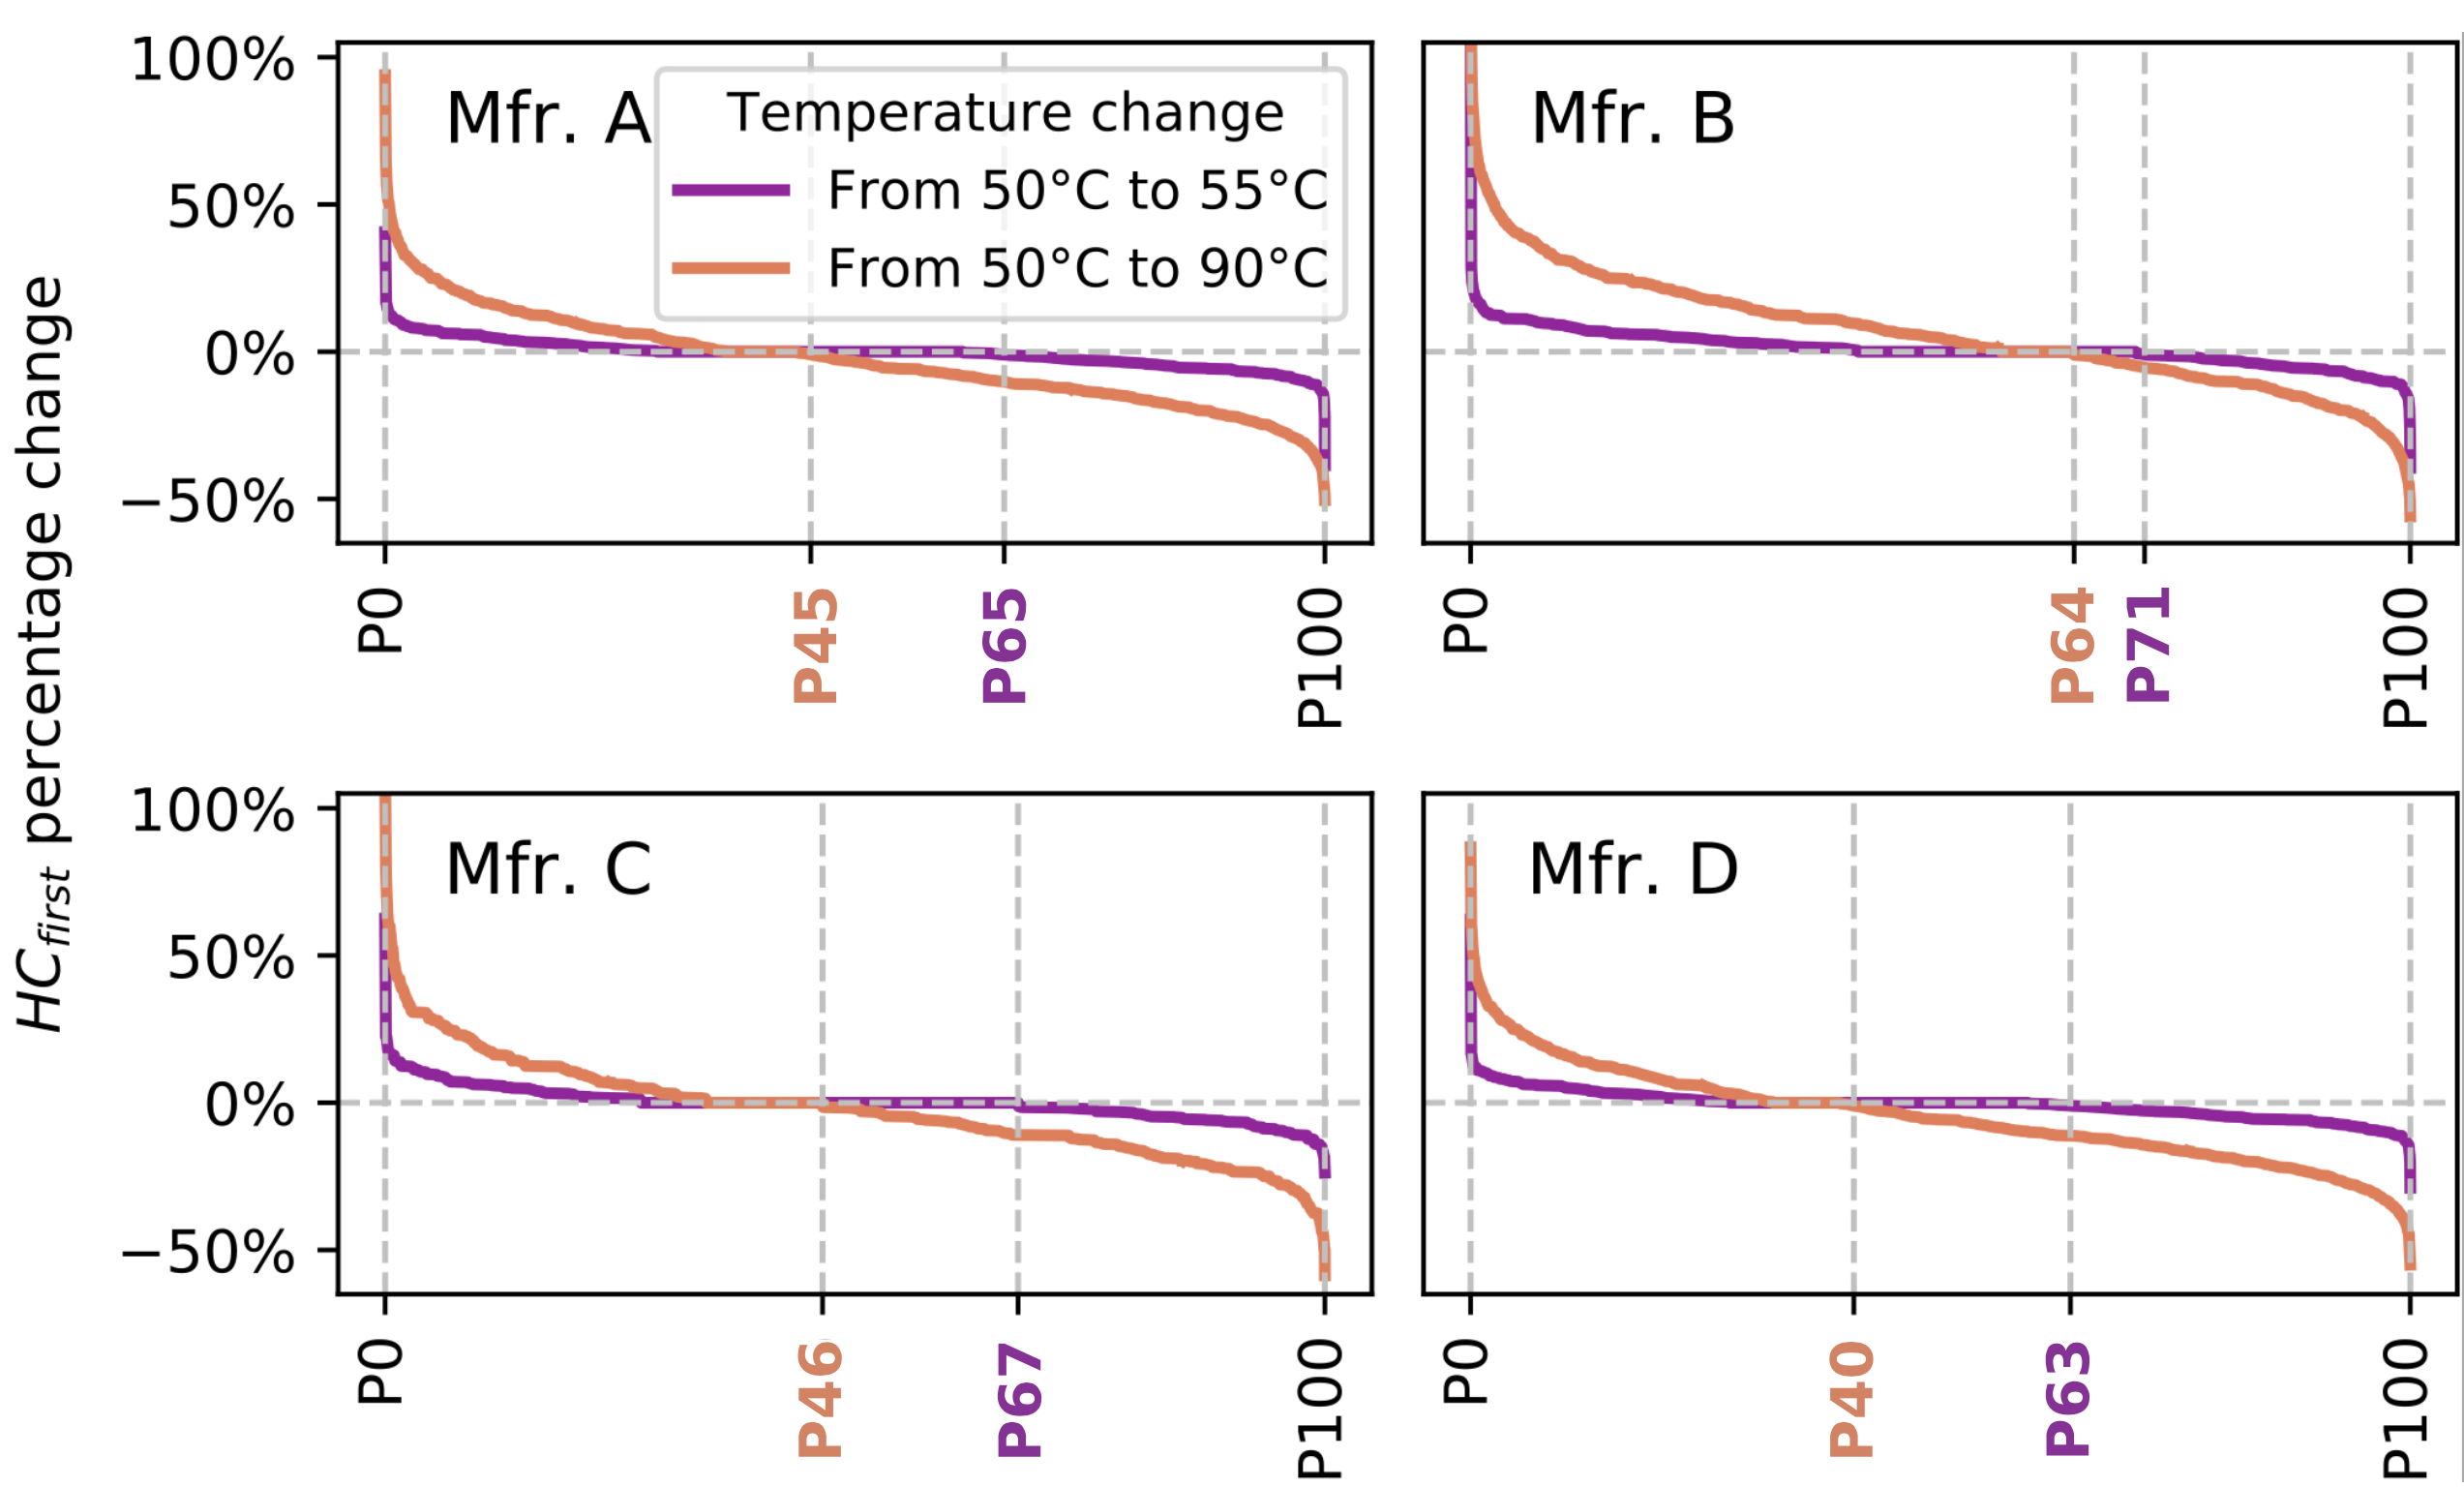 HCfirst percentage change
100%
50%
0%
−50%
Mfr. A
Temperature change
From 50°C to 55°C
From 50°C to 90°C
P0
P45
P65
P100
Mfr. B
P0
P64
P71
P100
100%
50%
0%
−50%
Mfr. C
P0
P46
P67
P100
Mfr. D
P0
P40
P63
P100